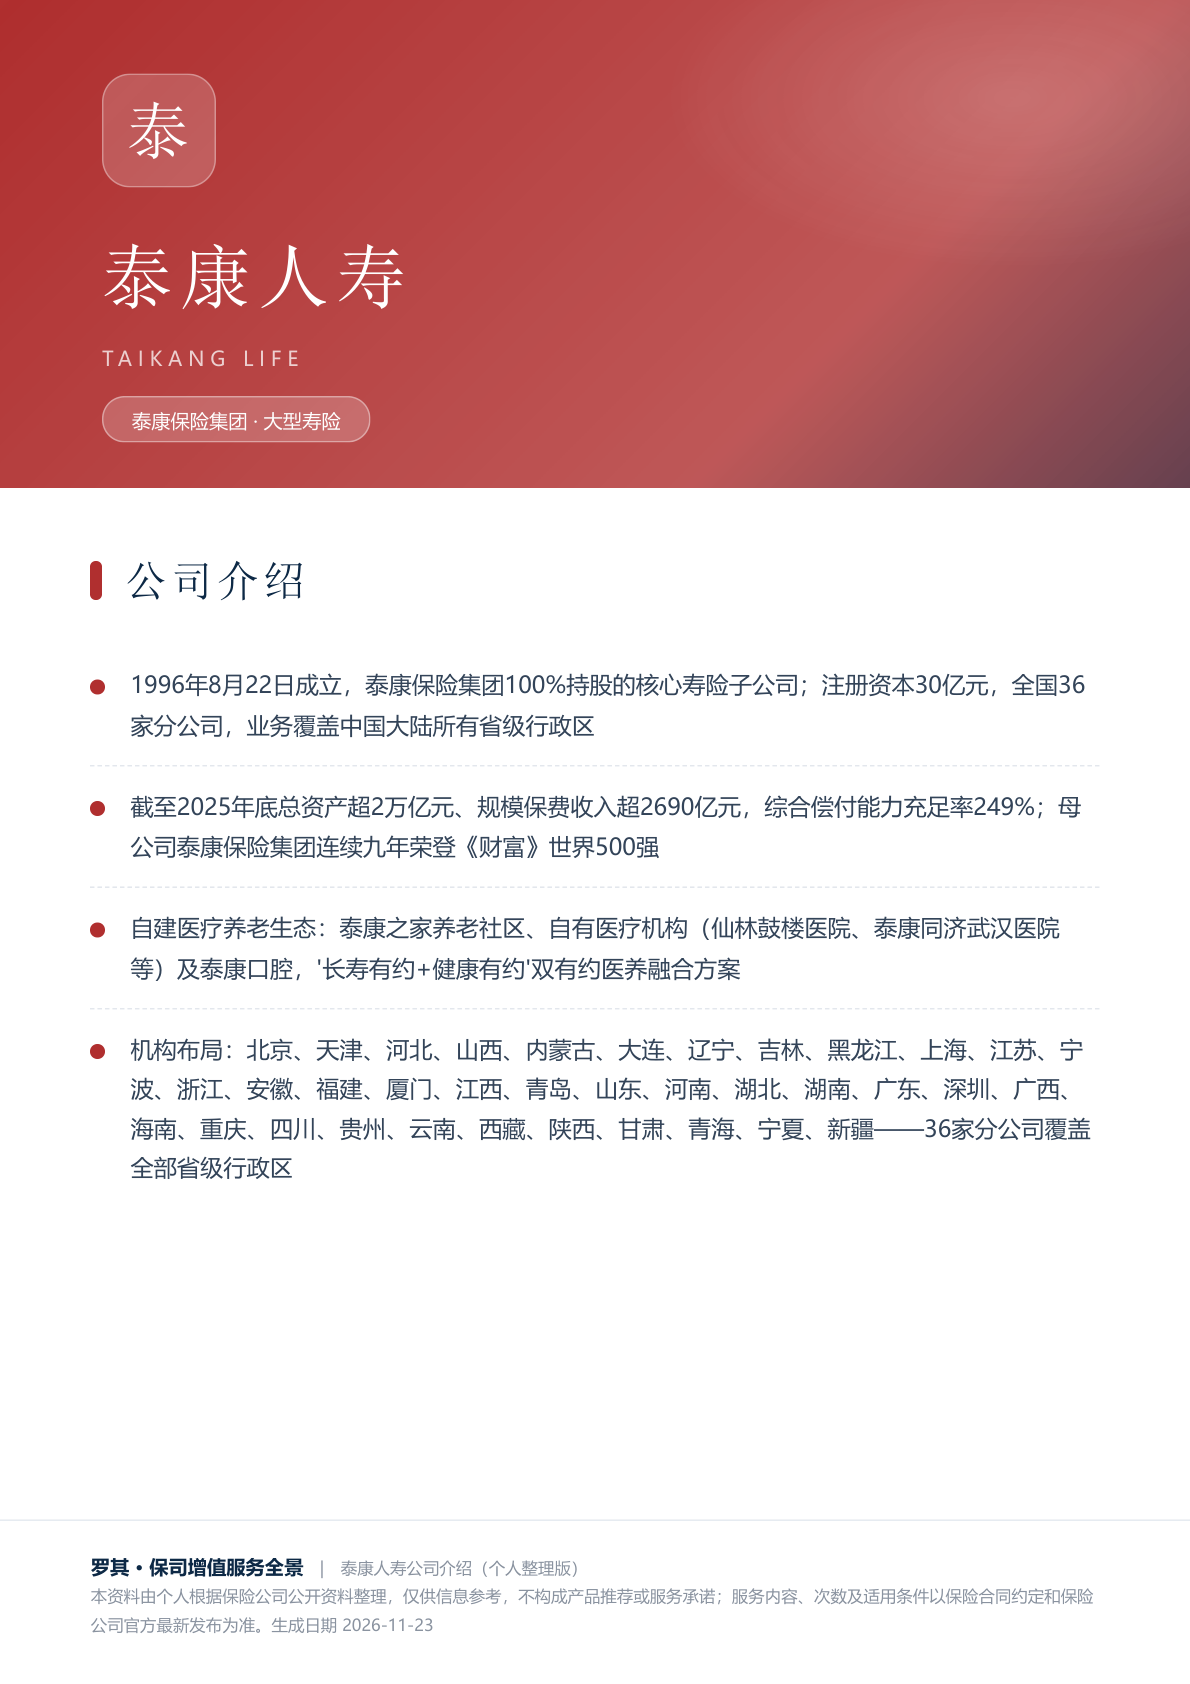 泰
泰康人寿
TAIKANG LIFE
泰康保险集团 · 大型寿险
公司介绍
1996年8月22日成立，泰康保险集团100%持股的核心寿险子公司；注册资本30亿元，全国36
家分公司，业务覆盖中国大陆所有省级行政区
截至2025年底总资产超2万亿元、规模保费收入超2690亿元，综合偿付能力充足率249%；母
公司泰康保险集团连续九年荣登《财富》世界500强
自建医疗养老生态：泰康之家养老社区、自有医疗机构（仙林鼓楼医院、泰康同济武汉医院
等）及泰康口腔，'长寿有约+健康有约'双有约医养融合方案
机构布局：北京、天津、河北、山西、内蒙古、大连、辽宁、吉林、黑龙江、上海、江苏、宁
波、浙江、安徽、福建、厦门、江西、青岛、山东、河南、湖北、湖南、广东、深圳、广西、
海南、重庆、四川、贵州、云南、西藏、陕西、甘肃、青海、宁夏、新疆——36家分公司覆盖
全部省级行政区
罗其 · 保司增值服务全景 | 泰康人寿公司介绍（个人整理版）
本资料由个人根据保险公司公开资料整理，仅供信息参考，不构成产品推荐或服务承诺；服务内容、次数及适用条件以保险合同约定和保险
公司官方最新发布为准。生成日期 2026-11-23